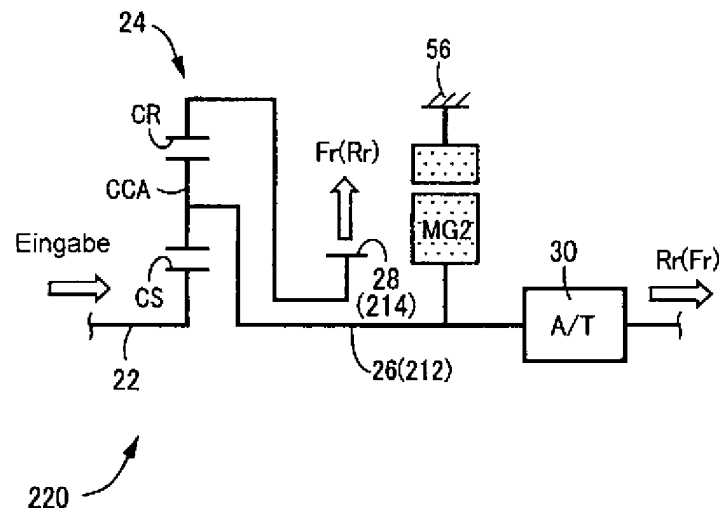 24
56
CR
Fr(Rr)
CCA
MG2
Eingabe
CS
28
(214)
30
Rr(Fr)
A/T
22
26(212)
220